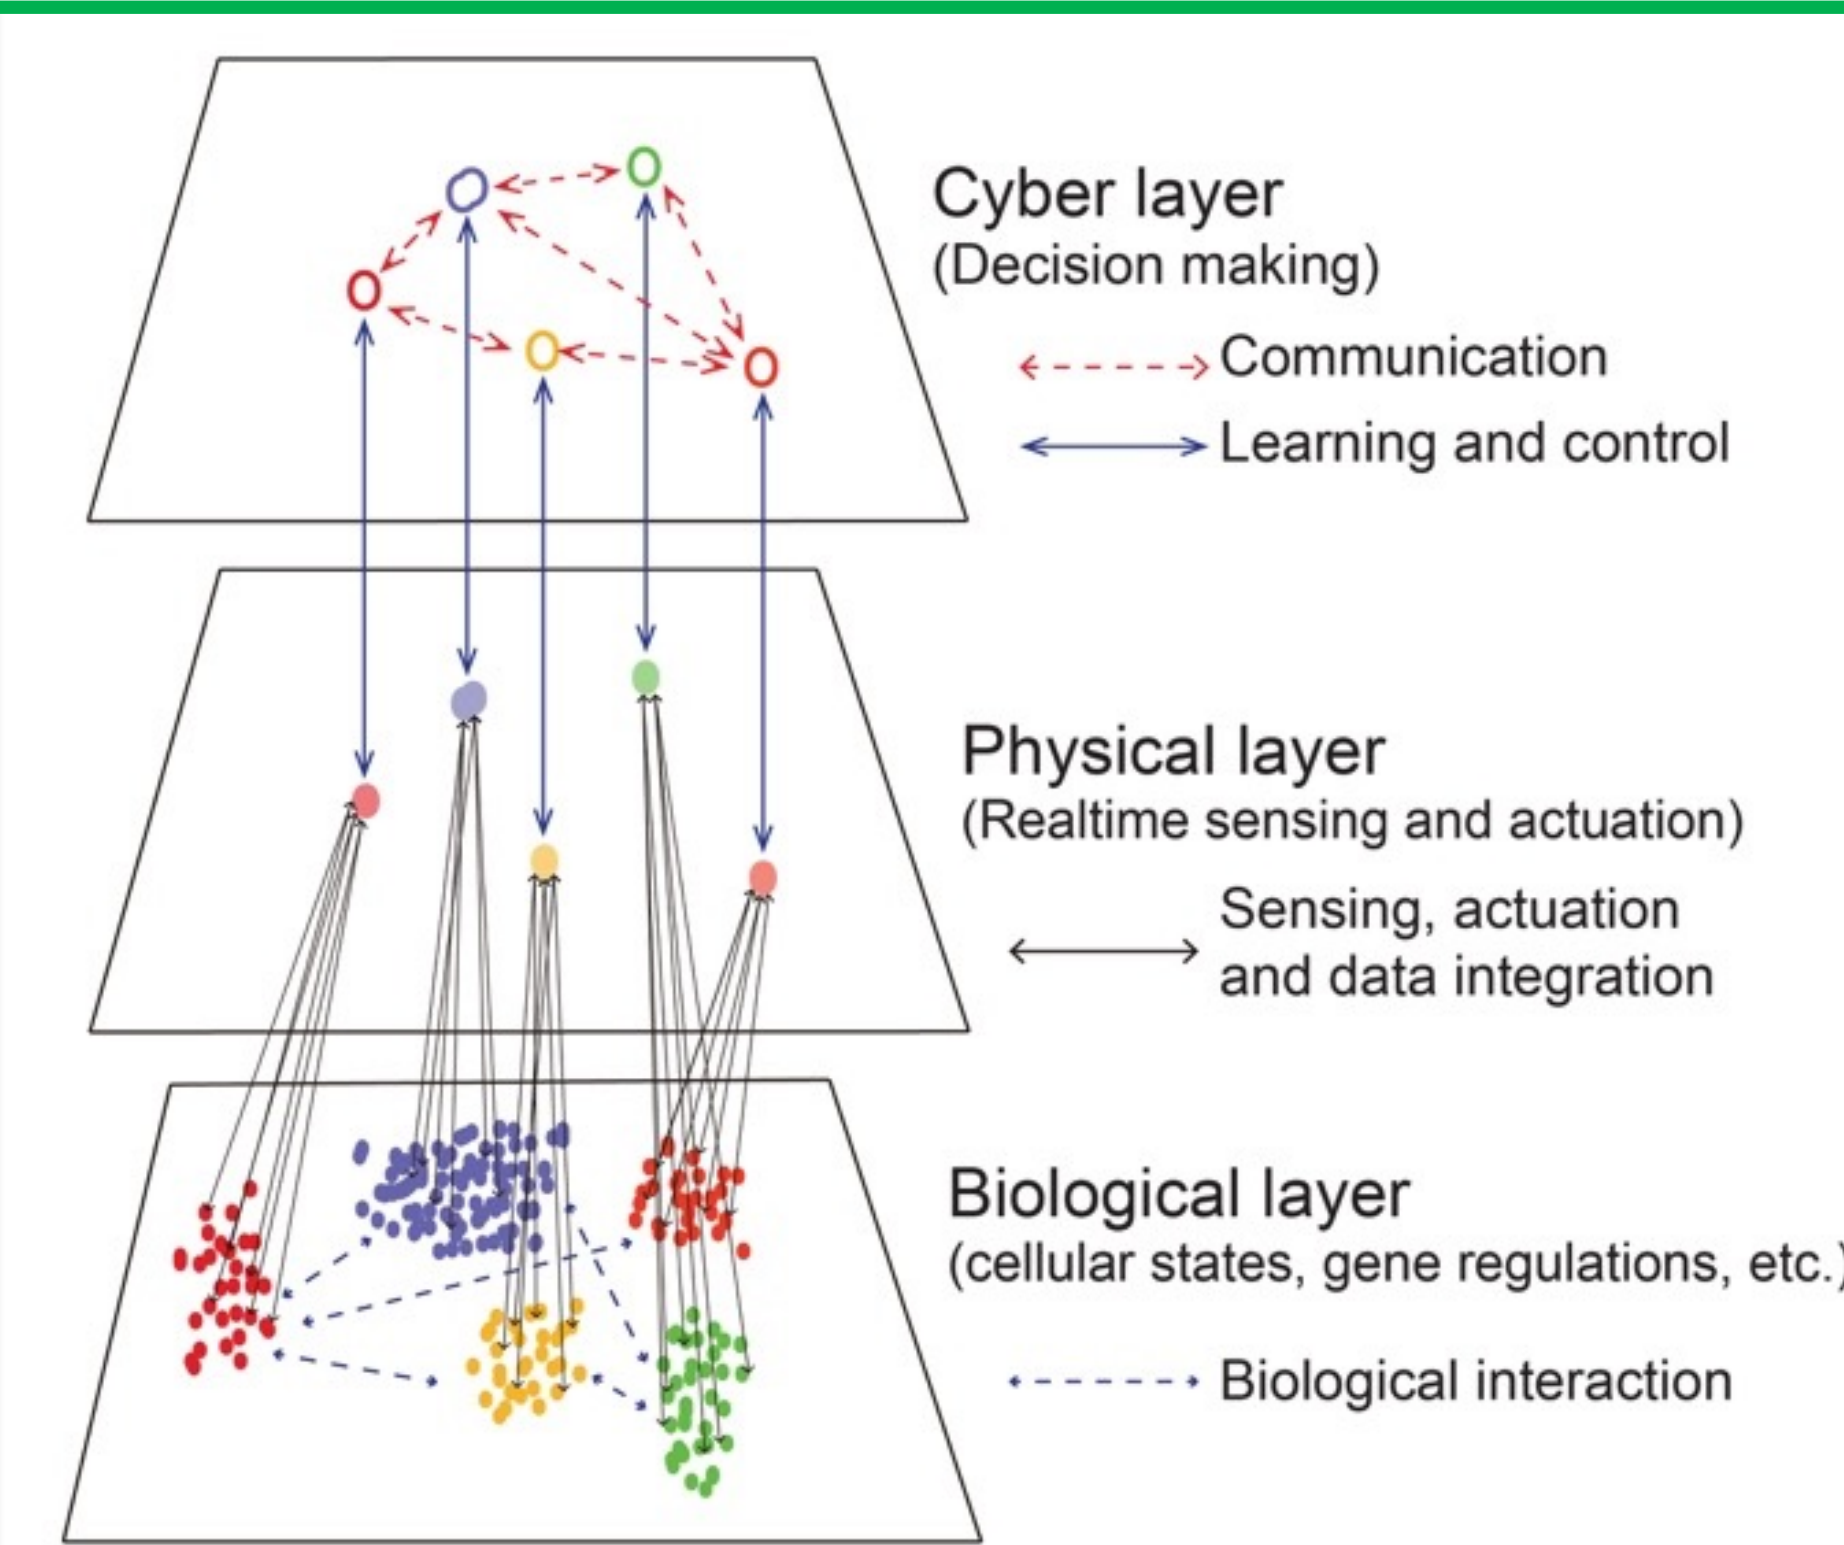 Cyber layer
(Decision making)
Communication
Learning and control
Physical layer
(Realtime sensing and actuation)
Sensing, actuation
and data integration
Biological layer
(cellular states, gene regulations, etc.)
Biological interaction